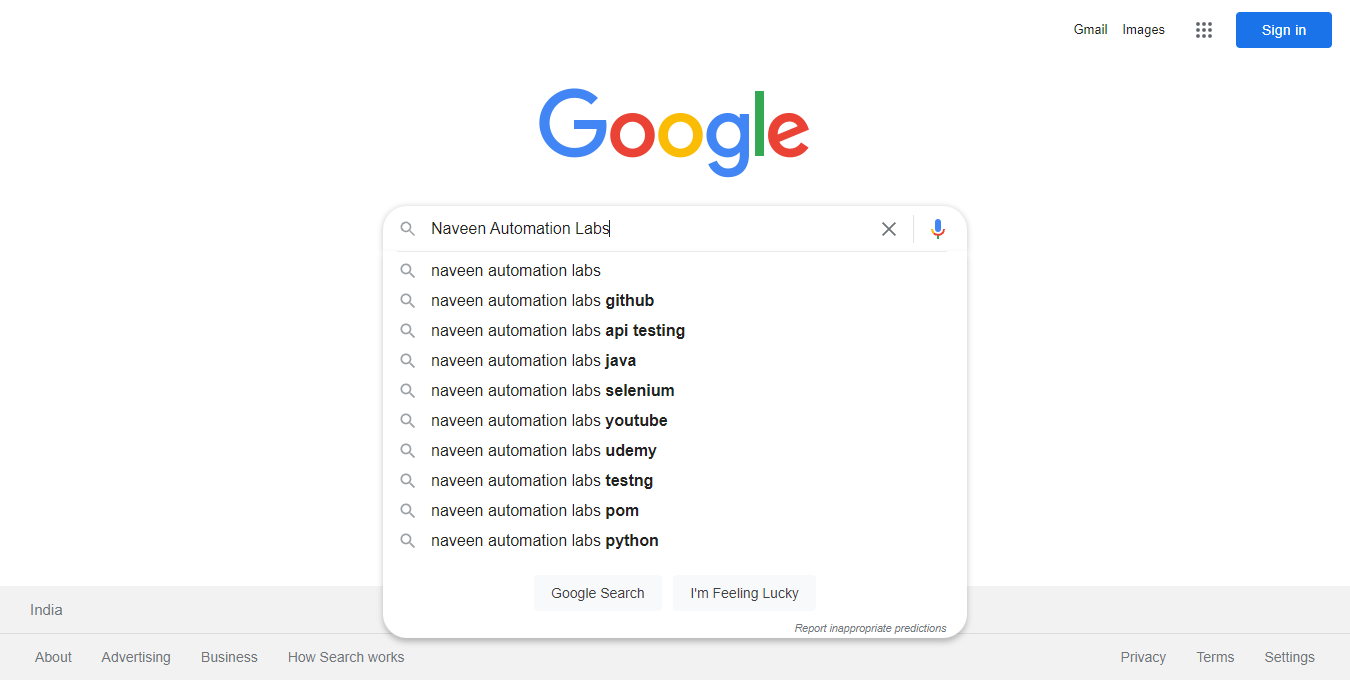 Gmail Images Sign in
Google
Naveen Automation Labs
naveen automation labs
naveen automation labs github
naveen automation labs api testing
naveen automation labs java
naveen automation labs selenium
naveen automation labs youtube
naveen automation labs udemy
naveen automation labs testng
naveen automation labs pom
naveen automation labs python
Google Search I'm Feeling Lucky
Report inappropriate predictions
India
About Advertising Business How Search works Privacy Terms Settings